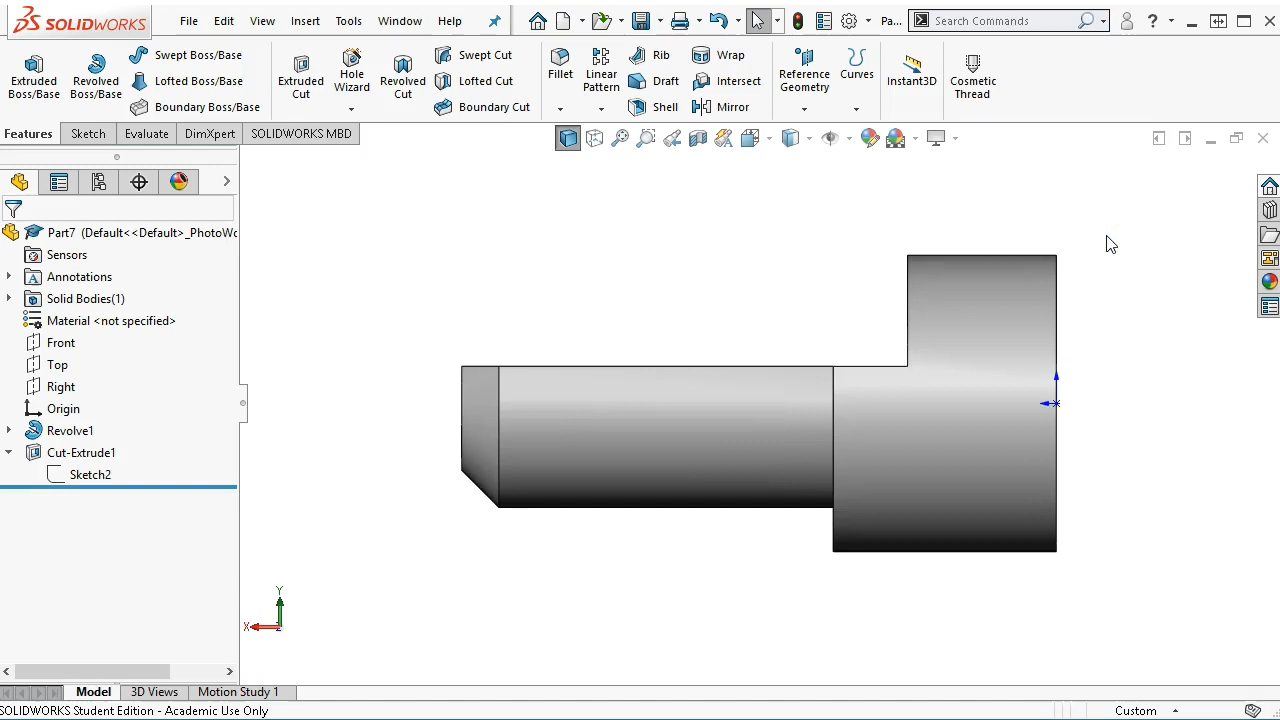 SOLIDWORKS File Edit View Insert Tools Window Help Pa... Search Commands ?
Extruded Boss/Base
Revolved Boss/Base
Swept Boss/Base
Lofted Boss/Base
Boundary Boss/Base
Extruded Cut
Hole Wizard
Revolved Cut
Swept Cut
Lofted Cut
Boundary Cut
Fillet
Linear Pattern
Rib
Draft
Shell
Wrap
Intersect
Mirror
Reference Geometry
Curves
Instant3D
Cosmetic Thread
Features Sketch Evaluate DimXpert SOLIDWORKS MBD
Part7 (Default<<Default>_PhotoWo
Sensors
Annotations
Solid Bodies(1)
Material <not specified>
Front
Top
Right
Origin
Revolve1
Cut-Extrude1
Sketch2
Y
X
Z
Model 3D Views Motion Study 1
SOLIDWORKS Student Edition - Academic Use Only Custom